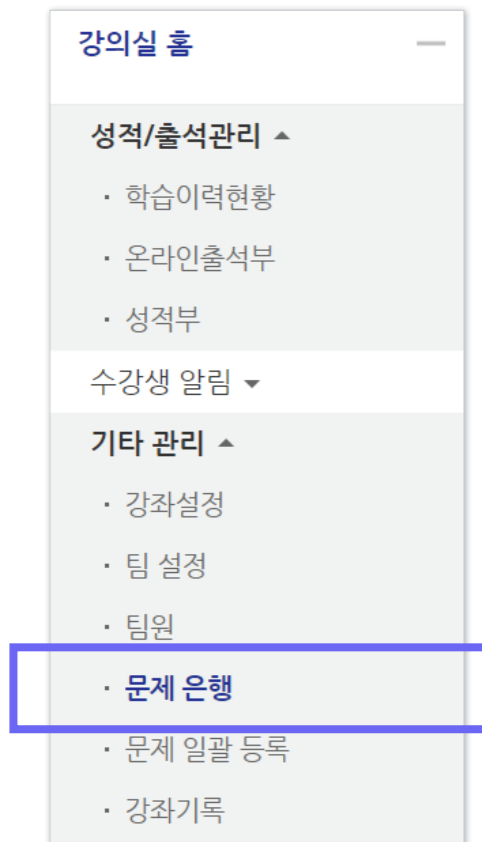 강의실 홈
성적/출석관리 ▲
· 학습이력현황
· 온라인출석부
· 성적부
수강생 알림 ▼
기타 관리 ▲
· 강좌설정
· 팀 설정
· 팀원
· 문제 은행
· 문제 일괄 등록
· 강좌기록